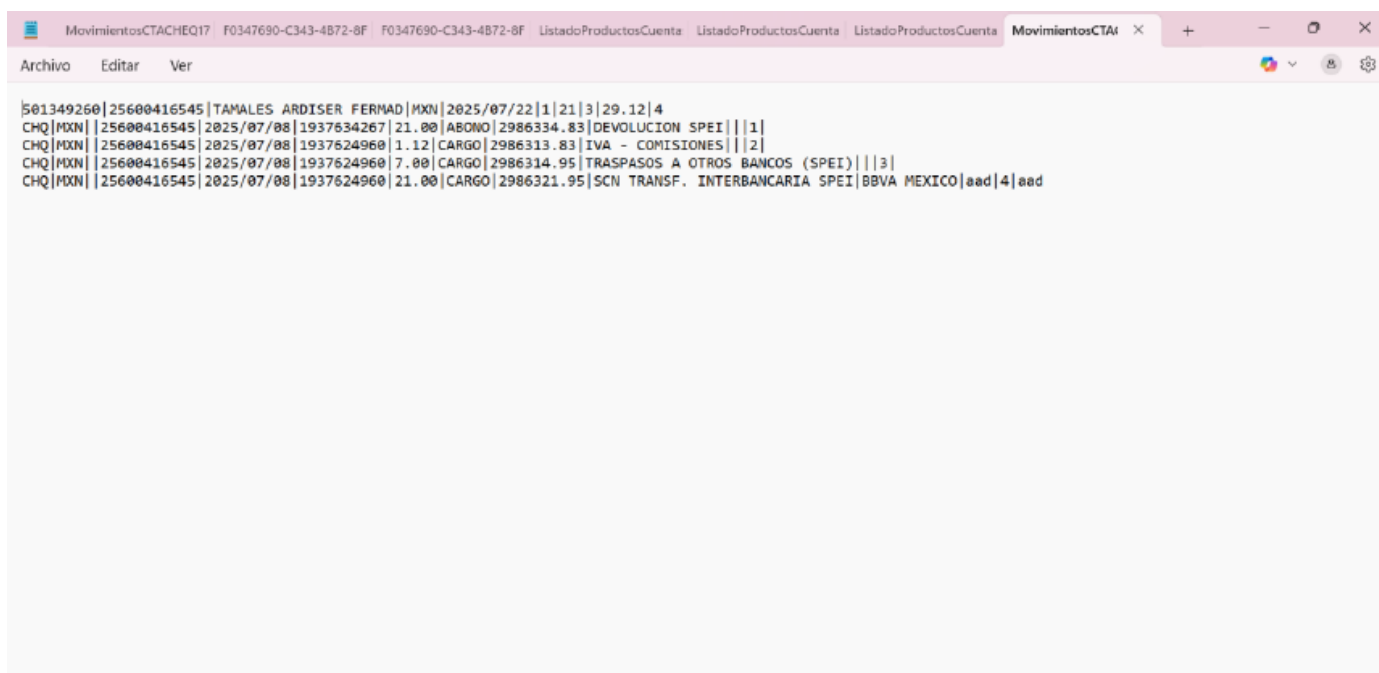 MovimientosCTACHEQ17 F0347690-C343-4B72-8F F0347690-C343-4B72-8F ListadoProductosCuenta ListadoProductosCuenta ListadoProductosCuenta MovimientosCTA
Archivo Editar Ver
501349260|25600416545|TAMALES ARDISER FERMAD|MXN|2025/07/22|1|21|3|29.12|4
CHQ|MXN||25600416545|2025/07/08|1937634267|21.00|ABONO|2986334.83|DEVOLUCION SPEI|||1|
CHQ|MXN||25600416545|2025/07/08|1937624960|1.12|CARGO|2986313.83|IVA - COMISIONES|||2|
CHQ|MXN||25600416545|2025/07/08|1937624960|7.00|CARGO|2986314.95|TRASPASOS A OTROS BANCOS (SPEI)|||3|
CHQ|MXN||25600416545|2025/07/08|1937624960|21.00|CARGO|2986321.95|SCN TRANSF. INTERBANCARIA SPEI|BBVA MEXICO|aad|4|aad